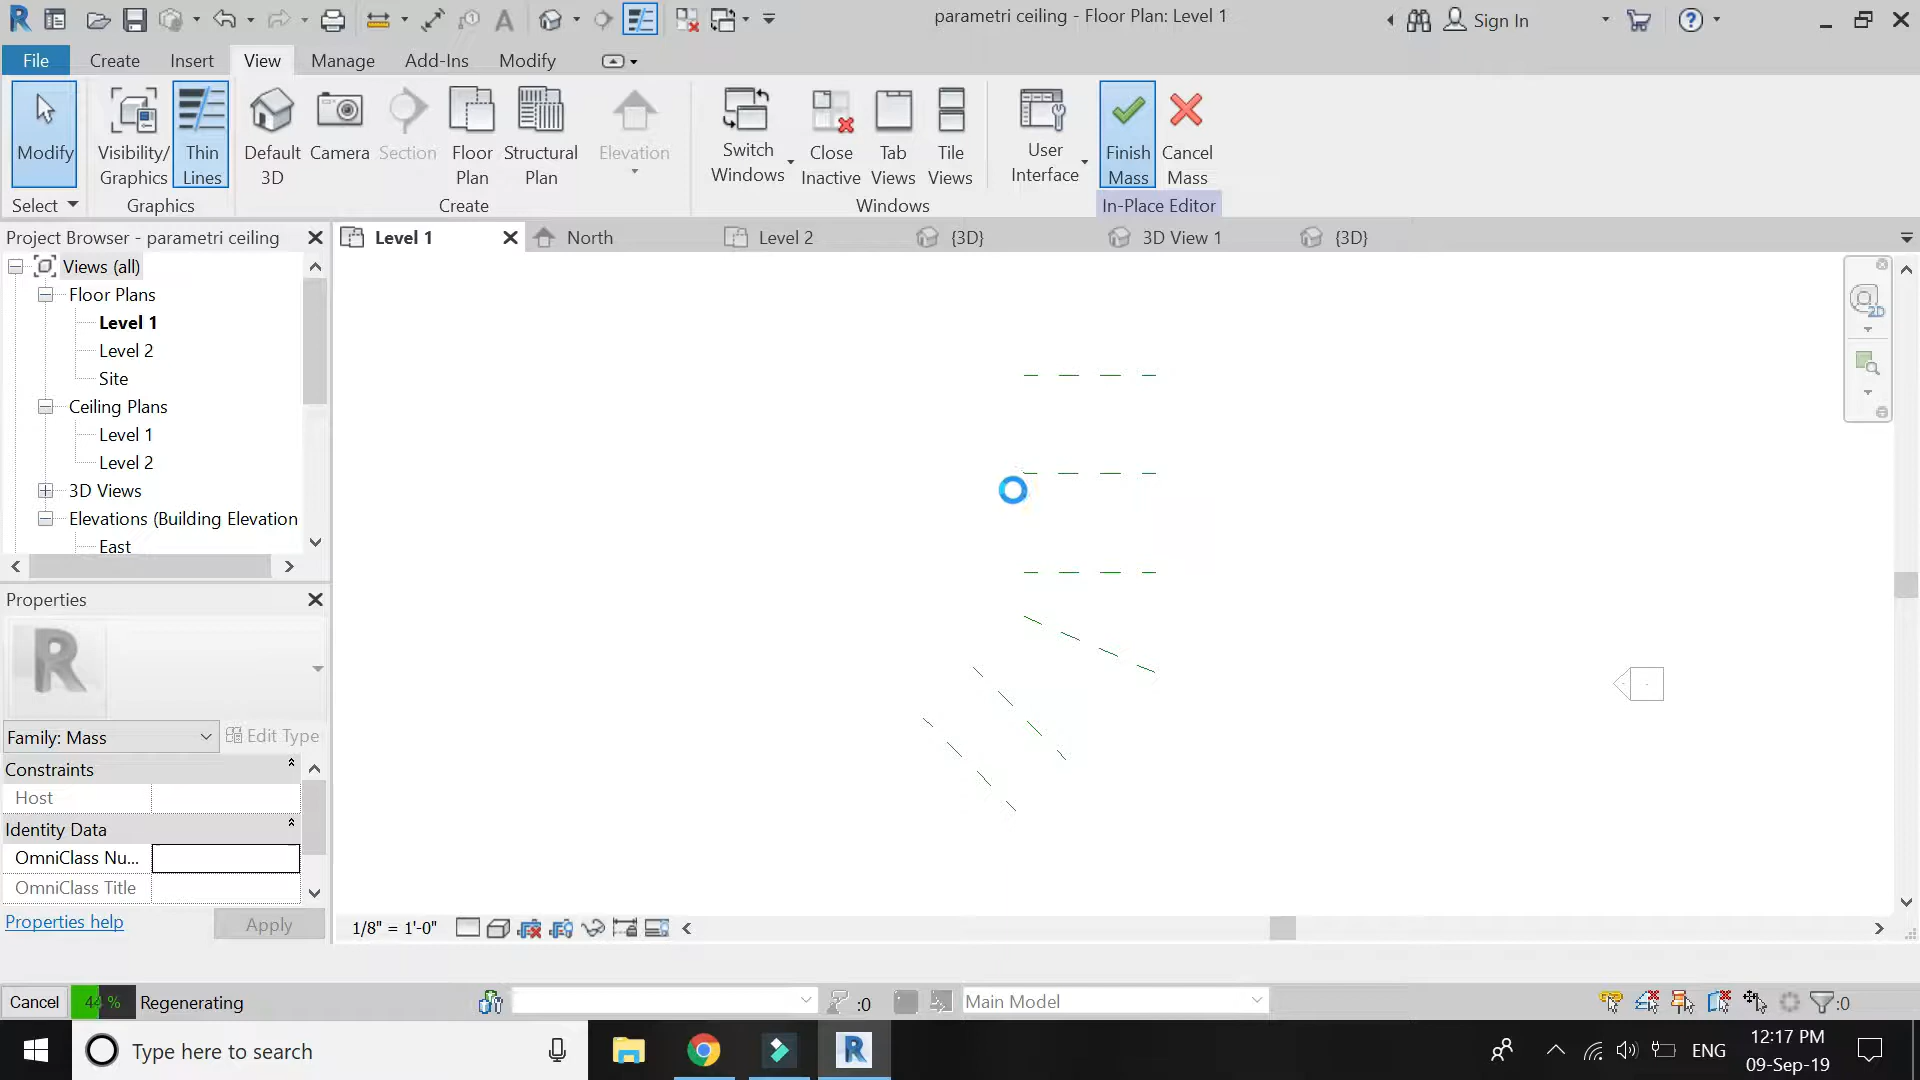 parametri ceiling - Floor Plan: Level 1
Sign In
File
Create
Insert
View
Manage
Add-Ins
Modify
Modify
Visibility/ Graphics
Thin Lines
Default 3D
Camera
Section
Floor Plan
Structural Plan
Elevation
Switch Windows
Close Inactive
Tab Views
Tile Views
User Interface
Finish Mass
Cancel Mass
Select
Graphics
Create
Windows
In-Place Editor
Project Browser - parametri ceiling
Level 1
North
Level 2
{3D}
3D View 1
{3D}
Views (all)
Floor Plans
Level 1
Level 2
Site
Ceiling Plans
Level 1
Level 2
3D Views
Elevations (Building Elevation
East
Properties
R
Family: Mass
Edit Type
Constraints
Host
Identity Data
OmniClass Nu...
OmniClass Title
Properties help
Apply
1/8" = 1'-0"
2D
Cancel
44 %
Regenerating
:0
Main Model
:0
Type here to search
ENG
12:17 PM
09-Sep-19